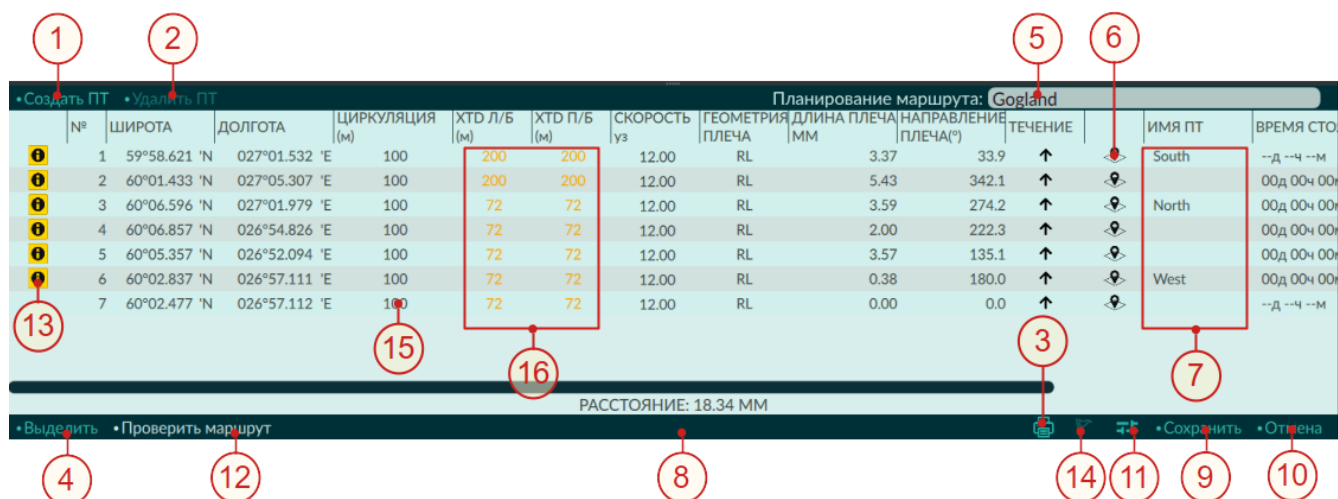 1 2 5 6
•Создать ПТ •Удалить ПТ Планирование маршрута: Gogland
№ ШИРОТА ДОЛГОТА ЦИРКУЛЯЦИЯ (м) XTD Л/Б (м) XTD П/Б (м) СКОРОСТЬ уз ГЕОМЕТРИЯ ПЛЕЧА ДЛИНА ПЛЕЧА ММ НАПРАВЛЕНИЕ ПЛЕЧА(°) ТЕЧЕНИЕ ИМЯ ПТ ВРЕМЯ СТО
1 59°58.621 'N 027°01.532 'E 100 200 200 12.00 RL 3.37 33.9 South --д --ч --м
2 60°01.433 'N 027°05.307 'E 100 200 200 12.00 RL 5.43 342.1 00д 00ч 00м
3 60°06.596 'N 027°01.979 'E 100 72 72 12.00 RL 3.59 274.2 North 00д 00ч 00м
4 60°06.857 'N 026°54.826 'E 100 72 72 12.00 RL 2.00 222.3 00д 00ч 00м
5 60°05.357 'N 026°52.094 'E 100 72 72 12.00 RL 3.57 135.1 00д 00ч 00м
6 60°02.837 'N 026°57.111 'E 100 72 72 12.00 RL 0.38 180.0 West 00д 00ч 00м
7 60°02.477 'N 026°57.112 'E 100 72 72 12.00 RL 0.00 0.0 --д --ч --м
13 15 16 3 7
РАССТОЯНИЕ: 18.34 ММ
•Выделить •Проверить маршрут •Сохранить •Отмена
4 12 8 14 11 9 10